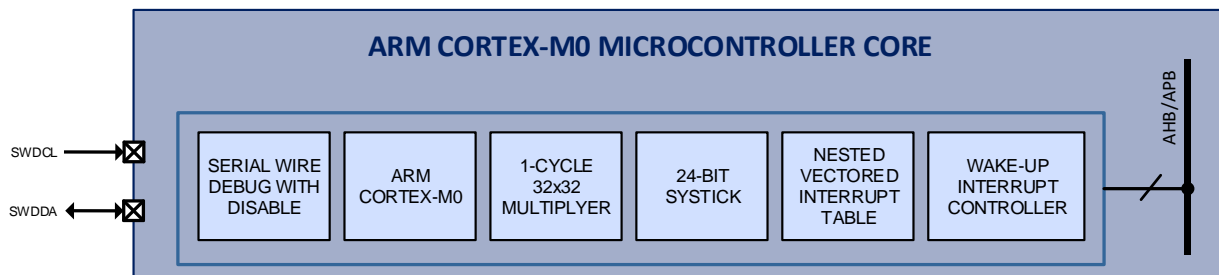 ARM CORTEX-M0 MICROCONTROLLER CORE
AHB/APB
SWDCL
SWDDA
SERIAL WIRE
DEBUG WITH
DISABLE
ARM
CORTEX-M0
1-CYCLE
32x32
MULTIPLYER
24-BIT
SYSTICK
NESTED
VECTORED
INTERRUPT
TABLE
WAKE-UP
INTERRUPT
CONTROLLER